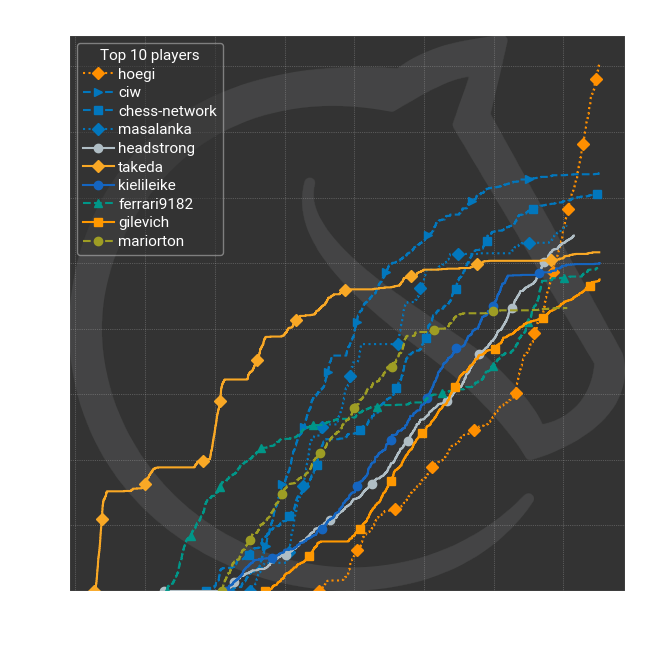 Top 10 players
hoegi
ciw
chess-network
masalanka
headstrong
takeda
kielileike
ferrari9182
gilevich
mariorton